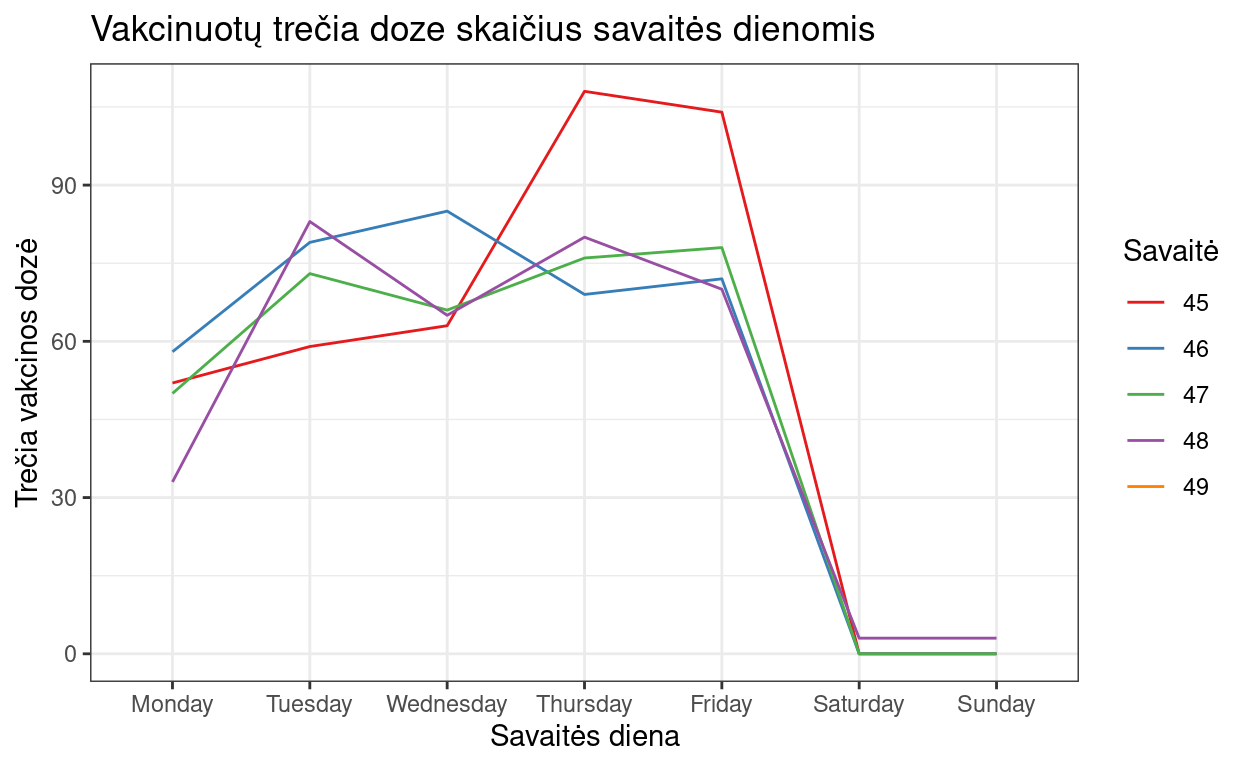 Vakcinuotų trečia doze skaičius savaitės dienomis
Trečia vakcinos dozė
90
60
30
0
Monday Tuesday Wednesday Thursday Friday Saturday Sunday
Savaitės diena
Savaitė
45
46
47
48
49